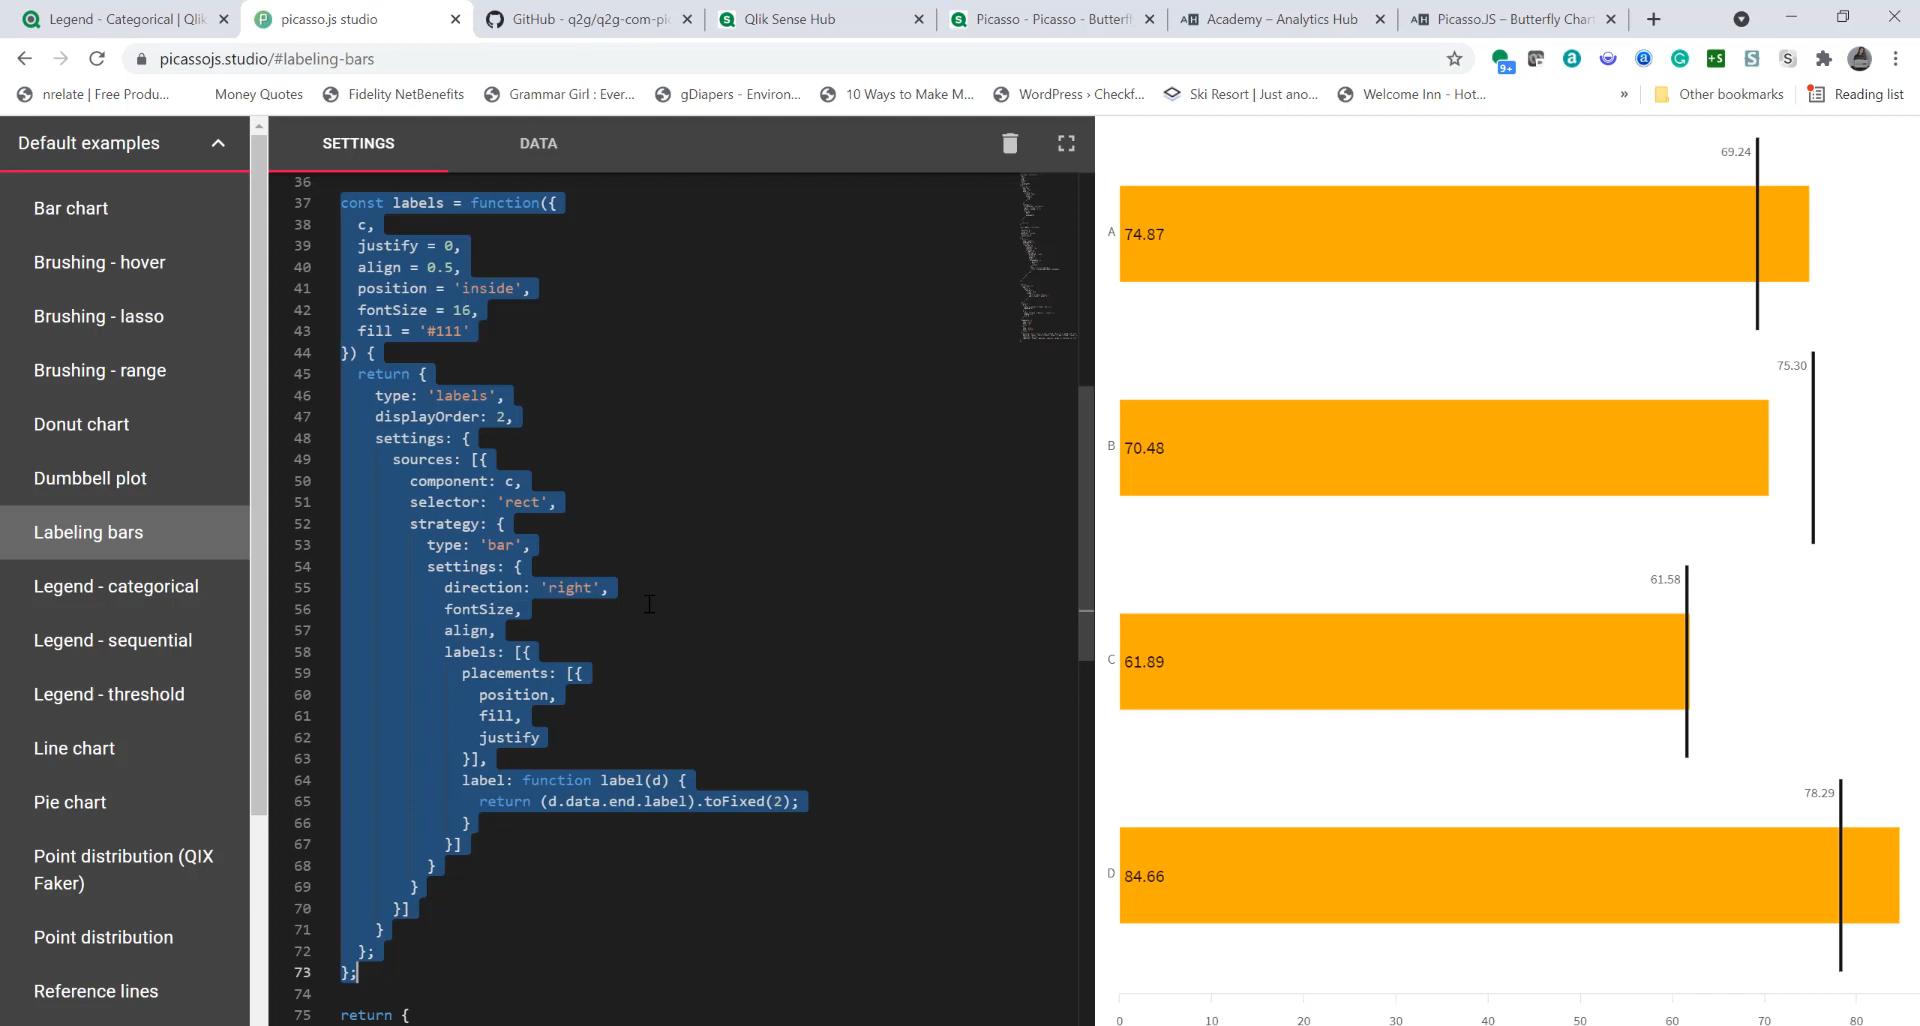 Legend - Categorical | Qlik
picasso.js studio
GitHub - q2g/q2g-com-pic
Qlik Sense Hub
Picasso - Picasso - Butterfl
Academy – Analytics Hub
PicassoJS – Butterfly Chart
picassojs.studio/#labeling-bars
9+
nrelate | Free Produ...
Money Quotes
Fidelity NetBenefits
Grammar Girl : Ever...
gDiapers - Environ...
10 Ways to Make M...
WordPress › Checkf...
Ski Resort | Just ano...
Welcome Inn - Hot...
»
Other bookmarks
Reading list
Default examples
Bar chart
Brushing - hover
Brushing - lasso
Brushing - range
Donut chart
Dumbbell plot
Labeling bars
Legend - categorical
Legend - sequential
Legend - threshold
Line chart
Pie chart
Point distribution (QIX
Faker)
Point distribution
Reference lines
SETTINGS
DATA
36
37 const labels = function({
38 c,
39 justify = 0,
40 align = 0.5,
41 position = 'inside',
42 fontSize = 16,
43 fill = '#111'
44 }) {
45 return {
46 type: 'labels',
47 displayOrder: 2,
48 settings: {
49 sources: [{
50 component: c,
51 selector: 'rect',
52 strategy: {
53 type: 'bar',
54 settings: {
55 direction: 'right',
56 fontSize,
57 align,
58 labels: [{
59 placements: [{
60 position,
61 fill,
62 justify
63 }],
64 label: function label(d) {
65 return (d.data.end.label).toFixed(2);
66 }
67 }]
68 }
69 }
70 }]
71 }
72 };
73 };
74
75 return {
69.24
A 74.87
75.30
B 70.48
61.58
C 61.89
78.29
D 84.66
0 10 20 30 40 50 60 70 80